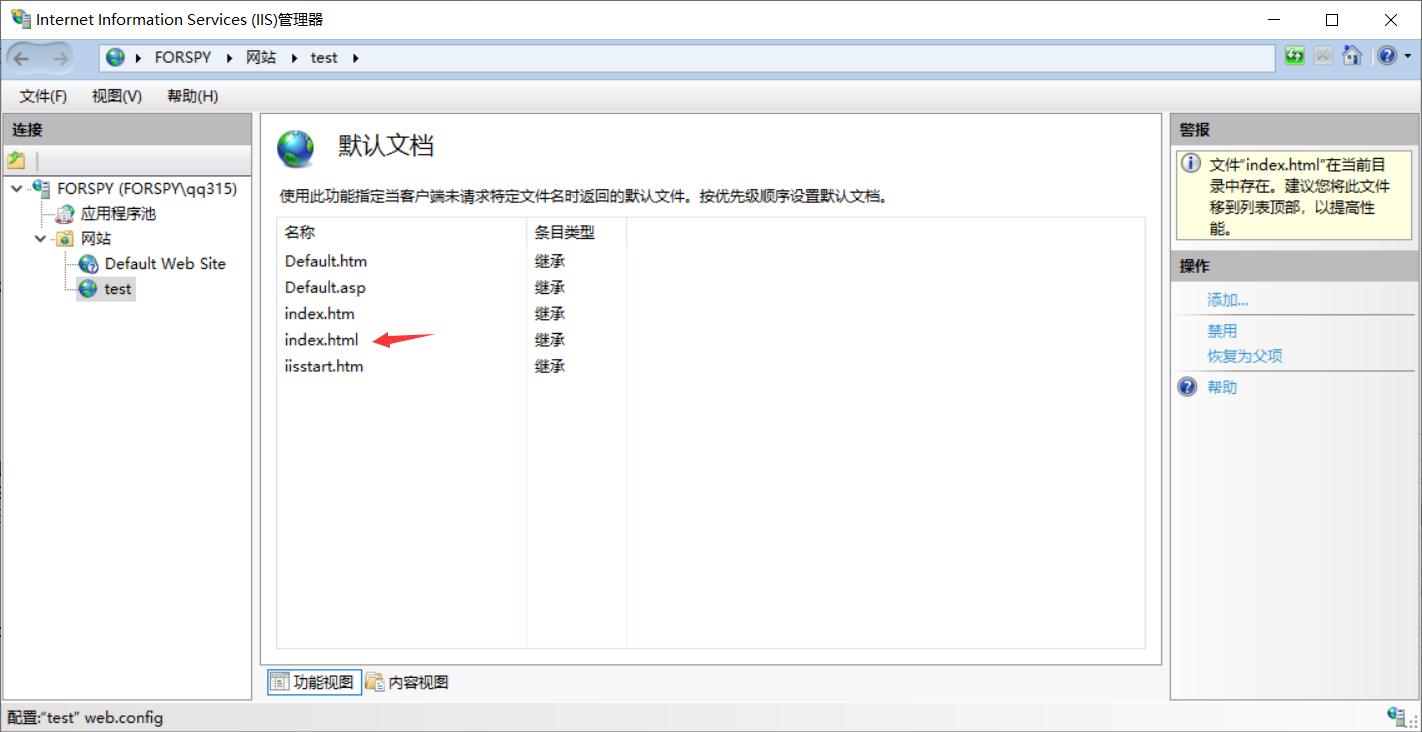 Internet Information Services (IIS)管理器
FORSPY
网站
test
文件(F) 视图(V) 帮助(H)
连接
FORSPY (FORSPY\qq315)
应用程序池
网站
Default Web Site
test
默认文档
使用此功能指定当客户端未请求特定文件名时返回的默认文件。按优先级顺序设置默认文档。
名称 条目类型
Default.htm 继承
Default.asp 继承
index.htm 继承
index.html 继承
iisstart.htm 继承
功能视图 内容视图
警报
文件“index.html”在当前目
录中存在。建议您将此文件
移到列表顶部，以提高性
能。
操作
添加...
禁用
恢复为父项
帮助
配置:“test” web.config